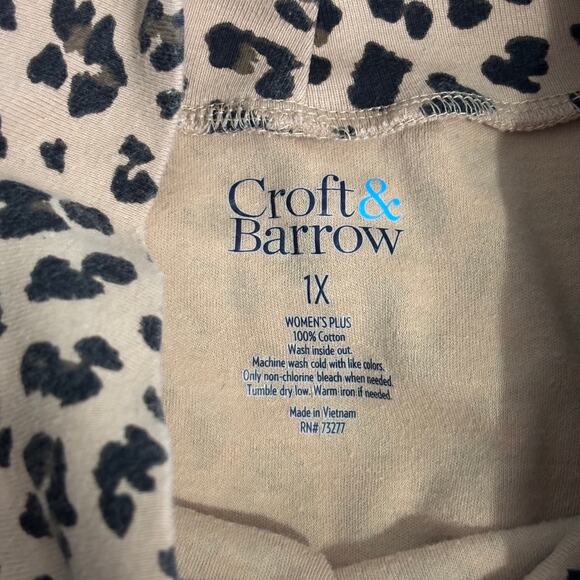 Croft&
Barrow
1X
WOMEN'S PLUS
100% Cotton
Wash inside out.
Machine wash cold with like colors.
Only non-chlorine bleach when needed.
Tumble dry low. Warm iron if needed.
Made in Vietnam
RN# 73277